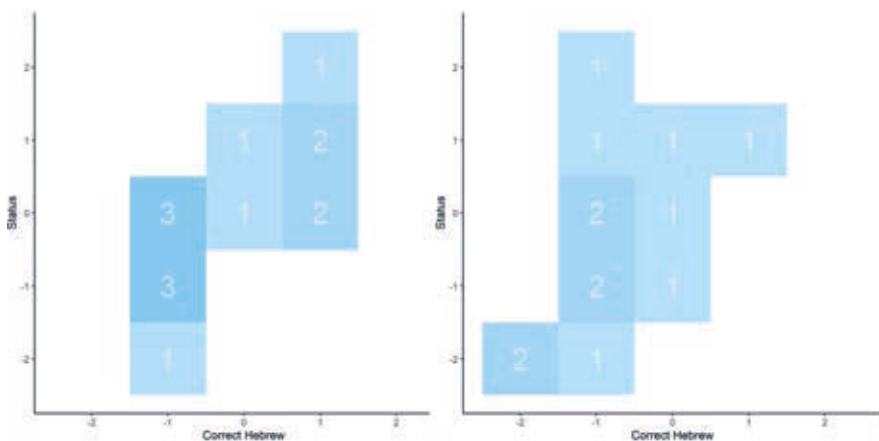 2 1 1
1 1 2 1 1 1
0 3 1 2 0 2 1
-1 3 -1 2 1
-2 1 -2 2 1
Status Status
-2 -1 0 1 2 -2 -1 0 1 2
Correct Hebrew Correct Hebrew